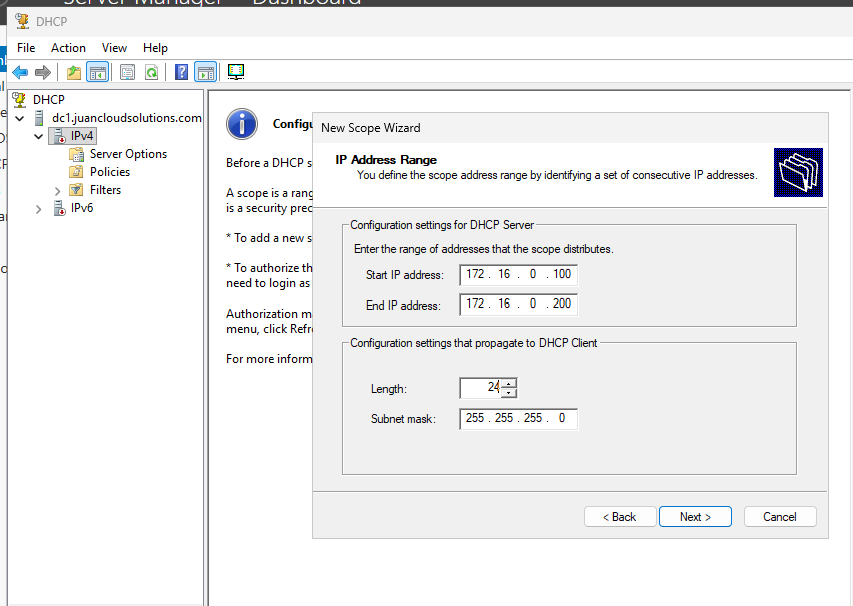 Server Manager Dashboard
DHCP
File Action View Help
DHCP
dc1.juancloudsolutions.com
IPv4
Server Options
Policies
Filters
IPv6
Before a DHCP s
A scope is a rang
is a security prec
* To add a new s
* To authorize th
need to login as
Authorization m
menu, click Refr
For more inform
New Scope Wizard
IP Address Range
You define the scope address range by identifying a set of consecutive IP addresses.
Configuration settings for DHCP Server
Enter the range of addresses that the scope distributes.
Start IP address: 172 . 16 . 0 . 100
End IP address: 172 . 16 . 0 . 200
Configuration settings that propagate to DHCP Client
Length: 24
Subnet mask: 255 . 255 . 255 . 0
< Back Next > Cancel